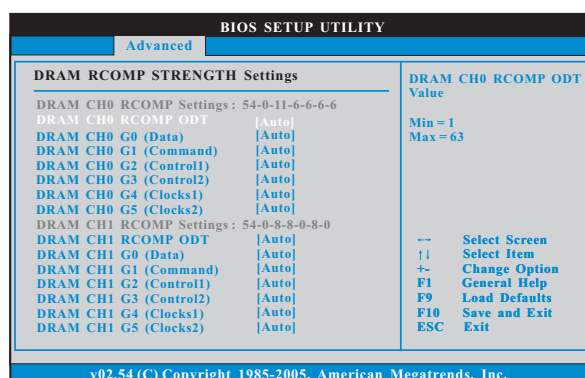 BIOS SETUP UTILITY
Advanced
DRAM RCOMP STRENGTH Settings
DRAM CH0 RCOMP Settings : 54-0-11-6-6-6-6
DRAM CH0 RCOMP ODT [Auto]
DRAM CH0 G0 (Data) [Auto]
DRAM CH0 G1 (Command) [Auto]
DRAM CH0 G2 (Control1) [Auto]
DRAM CH0 G3 (Control2) [Auto]
DRAM CH0 G4 (Clocks1) [Auto]
DRAM CH0 G5 (Clocks2) [Auto]
DRAM CH1 RCOMP Settings : 54-0-8-8-0-8-0
DRAM CH1 RCOMP ODT [Auto]
DRAM CH1 G0 (Data) [Auto]
DRAM CH1 G1 (Command) [Auto]
DRAM CH1 G2 (Control1) [Auto]
DRAM CH1 G3 (Control2) [Auto]
DRAM CH1 G4 (Clocks1) [Auto]
DRAM CH1 G5 (Clocks2) [Auto]
DRAM CH0 RCOMP ODT
Value
Min = 1
Max = 63
←→ Select Screen
↑↓ Select Item
+- Change Option
F1 General Help
F9 Load Defaults
F10 Save and Exit
ESC Exit
v02.54 (C) Copyright 1985-2005, American Megatrends, Inc.